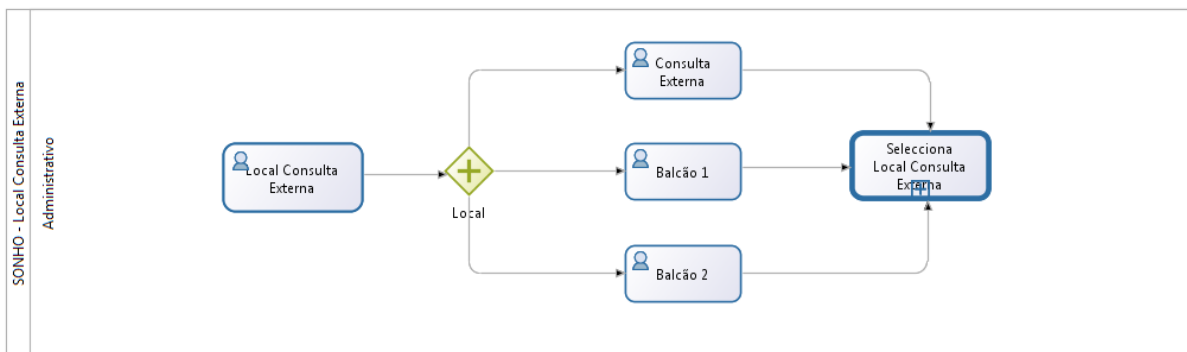 SONHO - Local Consulta Externa
Administrativo
Local Consulta
Externa
Local
Consulta
Externa
Balcão 1
Balcão 2
Selecciona
Local Consulta
Externa